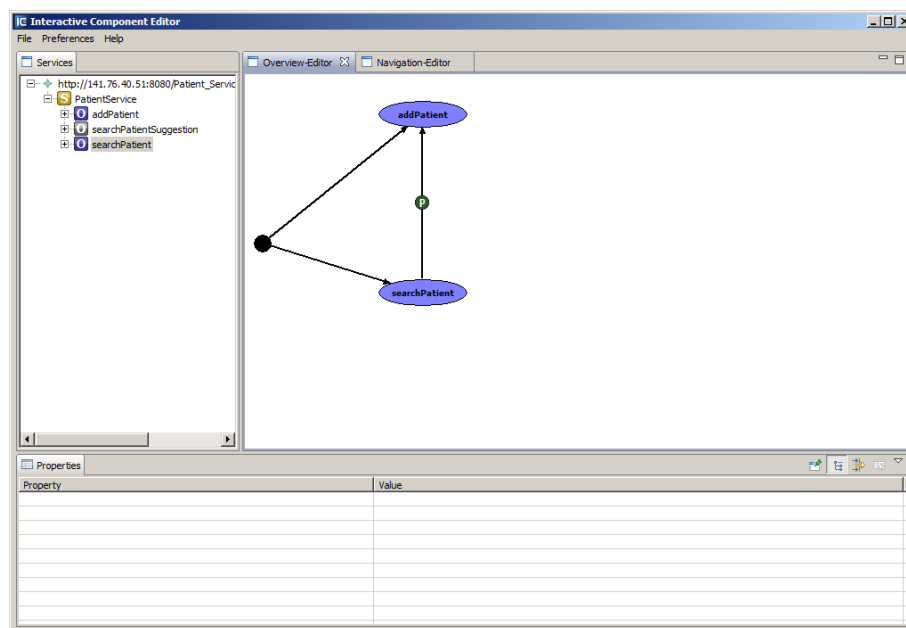 IC Interactive Component Editor
File Preferences Help
Services
Overview-Editor
Navigation-Editor
http://141.76.40.51:8080/Patient_Servic
S PatientService
O addPatient
O searchPatientSuggestion
O searchPatient
addPatient
P
searchPatient
Properties
Property Value